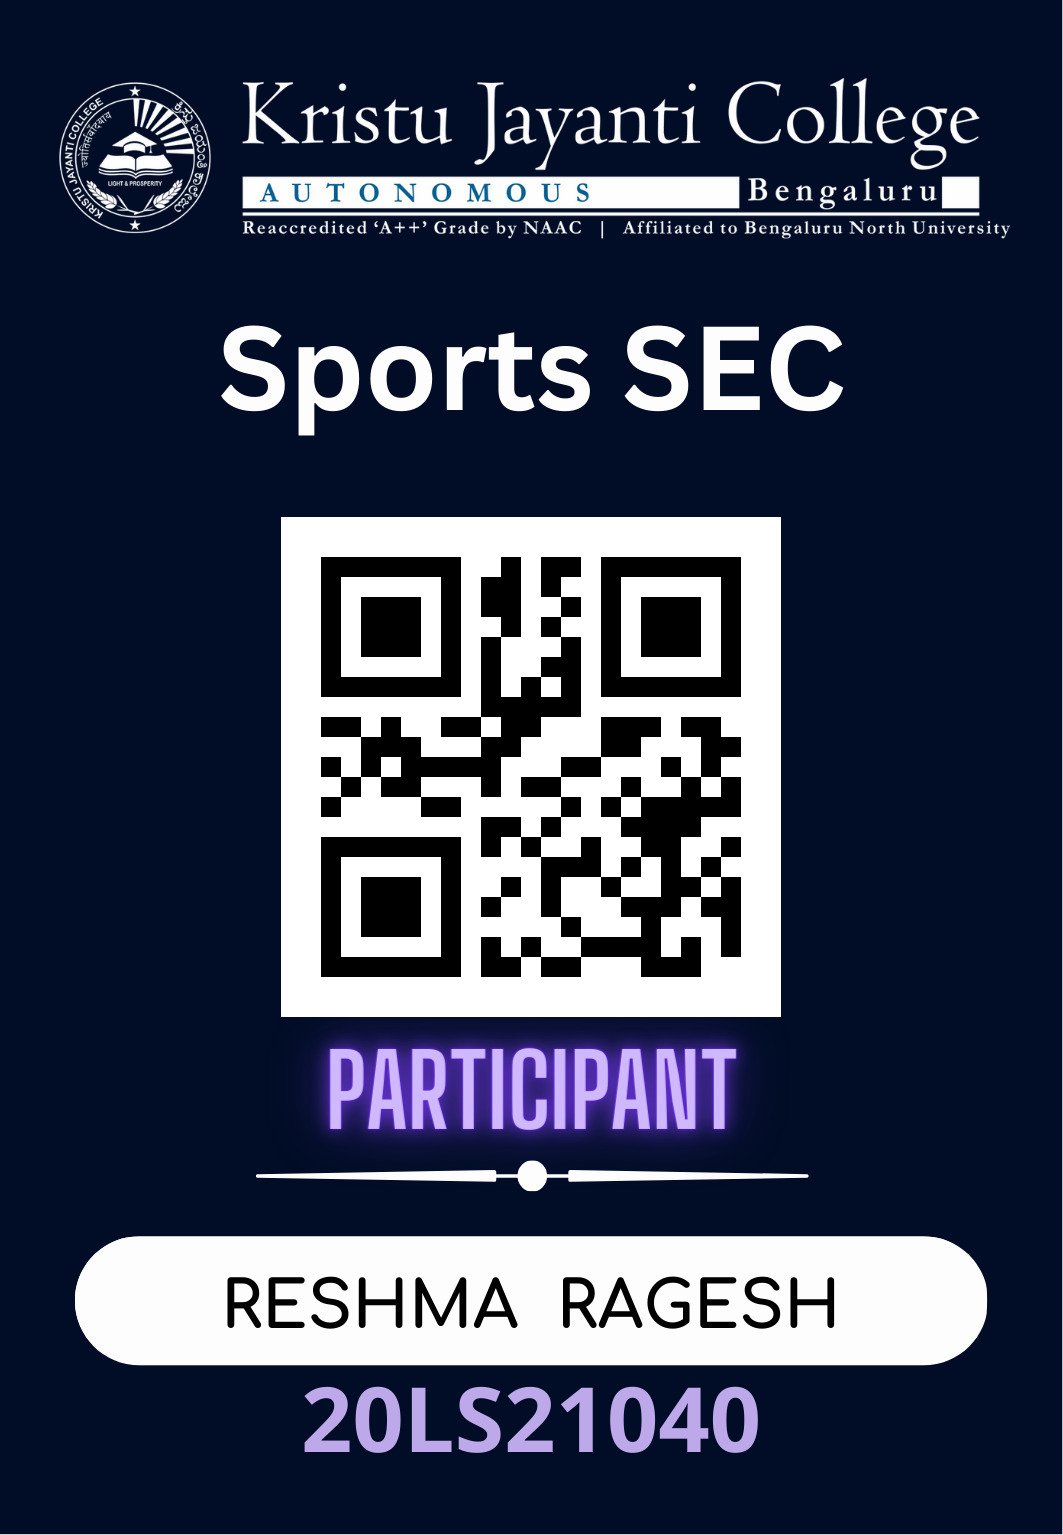 KRISTU JAYANTI COLLEGE
ಕ್ರಿಸ್ತು ಜಯಂತಿ ಕಾಲೇಜು
LIGHT & PROSPERITY
Kristu Jayanti College
AUTONOMOUS Bengaluru
Reaccredited ‘A++’ Grade by NAAC | Affiliated to Bengaluru North University
Sports SEC
PARTICIPANT
RESHMA RAGESH
20LS21040